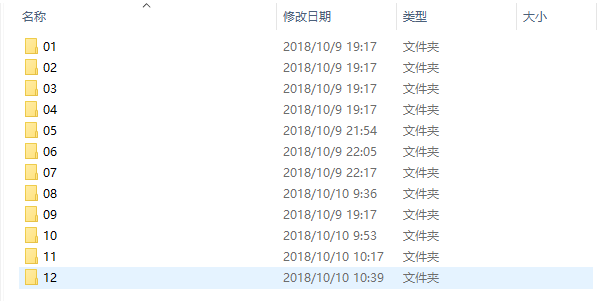 名称 修改日期 类型 大小
01 2018/10/9 19:17 文件夹
02 2018/10/9 19:17 文件夹
03 2018/10/9 19:17 文件夹
04 2018/10/9 19:17 文件夹
05 2018/10/9 21:54 文件夹
06 2018/10/9 22:05 文件夹
07 2018/10/9 22:17 文件夹
08 2018/10/10 9:36 文件夹
09 2018/10/9 19:17 文件夹
10 2018/10/10 9:53 文件夹
11 2018/10/10 10:17 文件夹
12 2018/10/10 10:39 文件夹